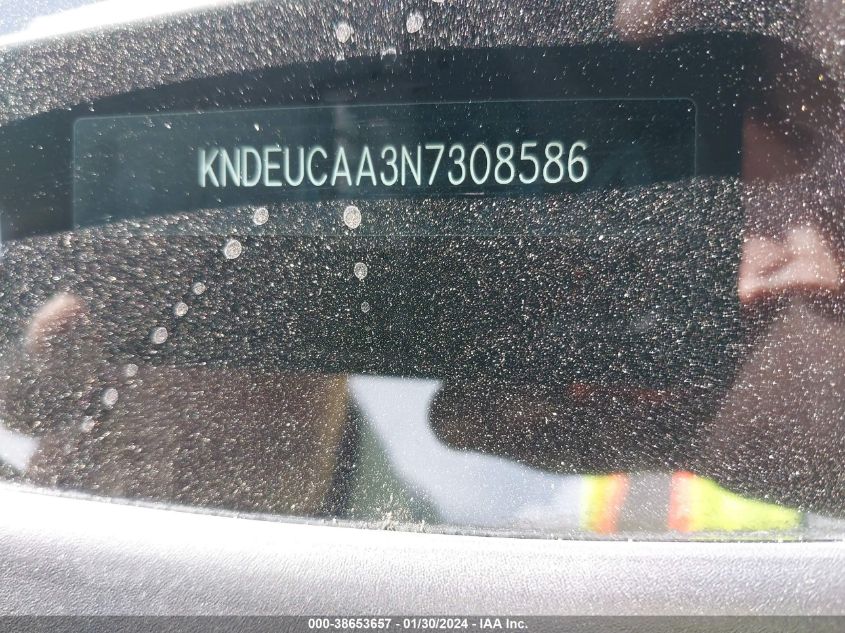 KNDEUCAA3N7308586
000-38653657 - 01/30/2024 - IAA Inc.